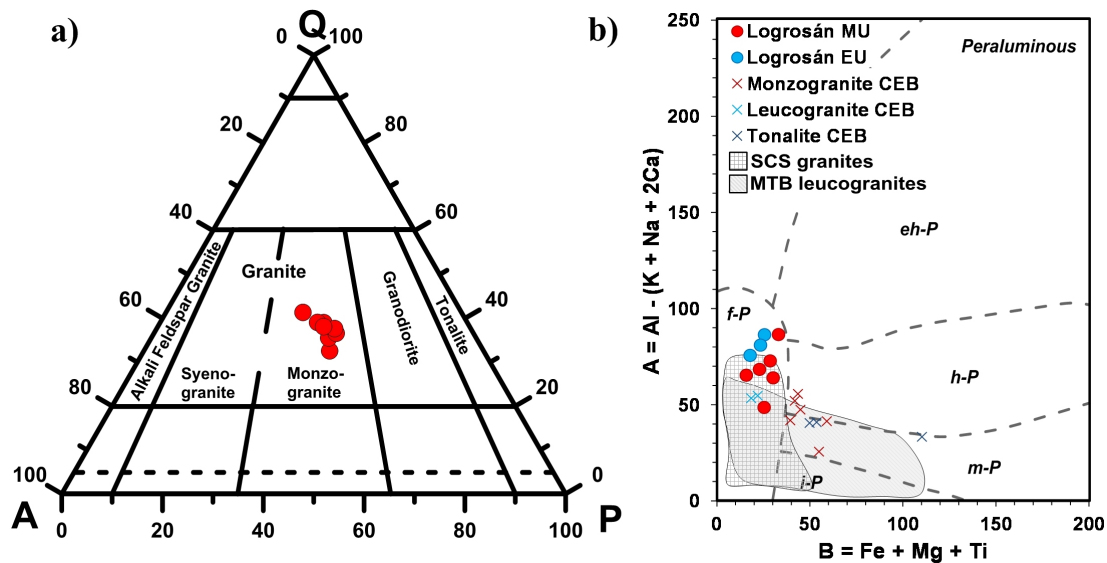 a)
Q
0 100
20
80
40
60
60
40
80
20
100
0
A
P
0 20 40 60 80 100
Alkali Feldspar Granite
Granite
Syeno-
granite
Monzo-
granite
Granodiorite
Tonalite
b)
A = Al - (K + Na + 2Ca)
250
200
150
100
50
0
Logrosán MU
Logrosán EU
Monzogranite CEB
Leucogranite CEB
Tonalite CEB
SCS granites
MTB leucogranites
Peraluminous
eh-P
f-P
h-P
m-P
i-P
0 50 100 150 200
B = Fe + Mg + Ti